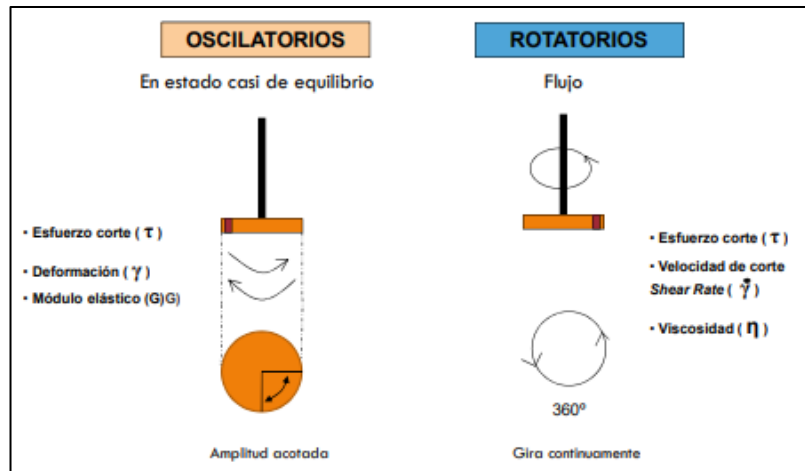 OSCILATORIOS
En estado casi de equilibrio
• Esfuerzo corte ( τ )
• Deformación ( γ )
• Módulo elástico (G)G)
Amplitud acotada
ROTATORIOS
Flujo
• Esfuerzo corte ( τ )
• Velocidad de corte
Shear Rate ( γ̇ )
• Viscosidad ( η )
360º
Gira continuamente